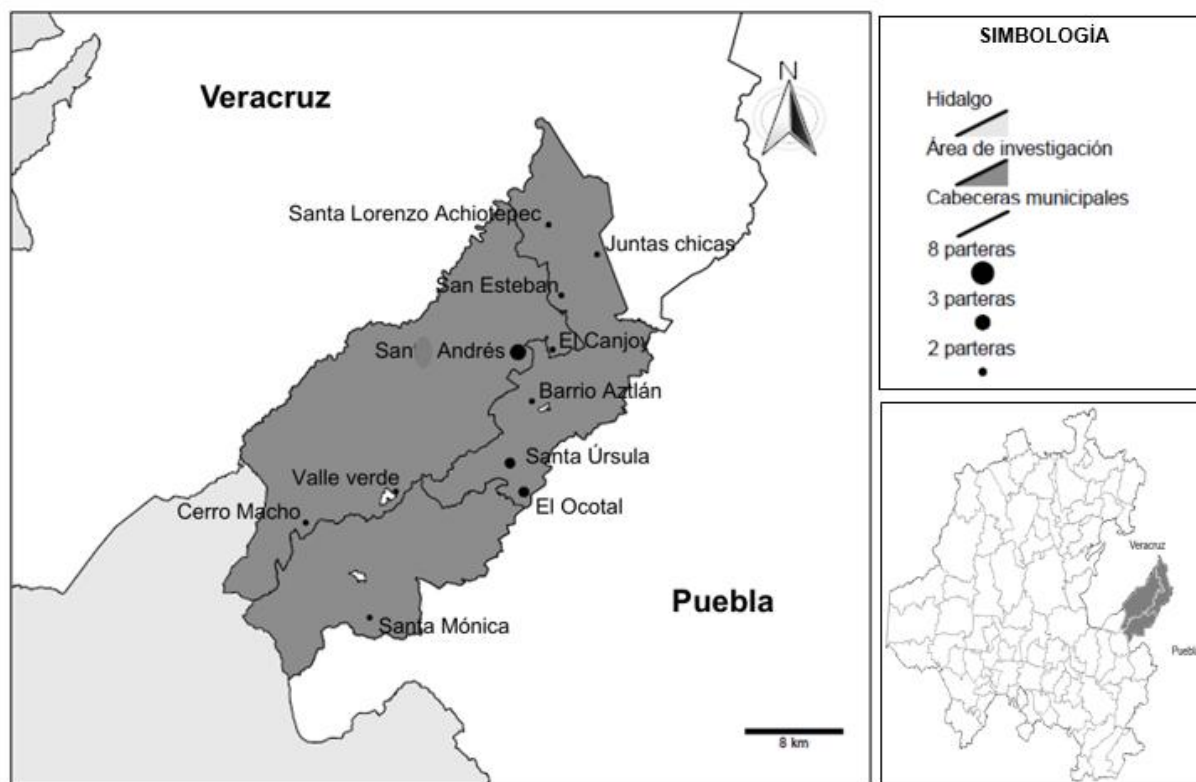 Veracruz
N
Santa Lorenzo Achiotepec
Juntas chicas
San Esteban
El Canjoy
Andrés
Barrio Aztlán
Santa Úrsula
Valle verde
El Ocotal
Cerro Macho
Puebla
Santa Mónica
8 km
SIMBOLOGÍA
Hidalgo
Área de investigación
Cabeceras municipales
8 parteras
3 parteras
2 parteras
Veracruz
Puebla